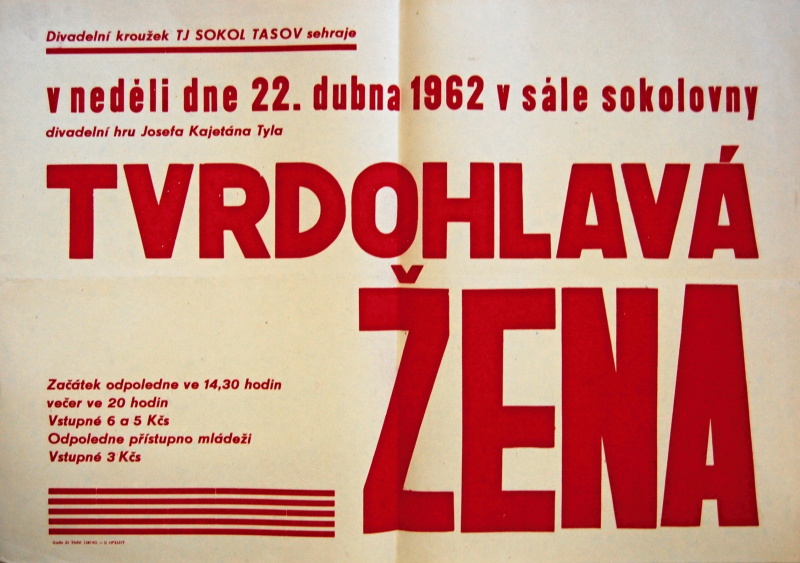 Divadelní kroužek TJ SOKOL TASOV sehraje
v neděli dne 22. dubna 1962 v sále sokolovny
divadelní hru Josefa Kajetána Tyla
TVRDOHLAVÁ
ŽENA
Začátek odpoledne ve 14,30 hodin
večer ve 20 hodin
Vstupné 6 a 5 Kčs
Odpoledne přístupno mládeži
Vstupné 3 Kčs